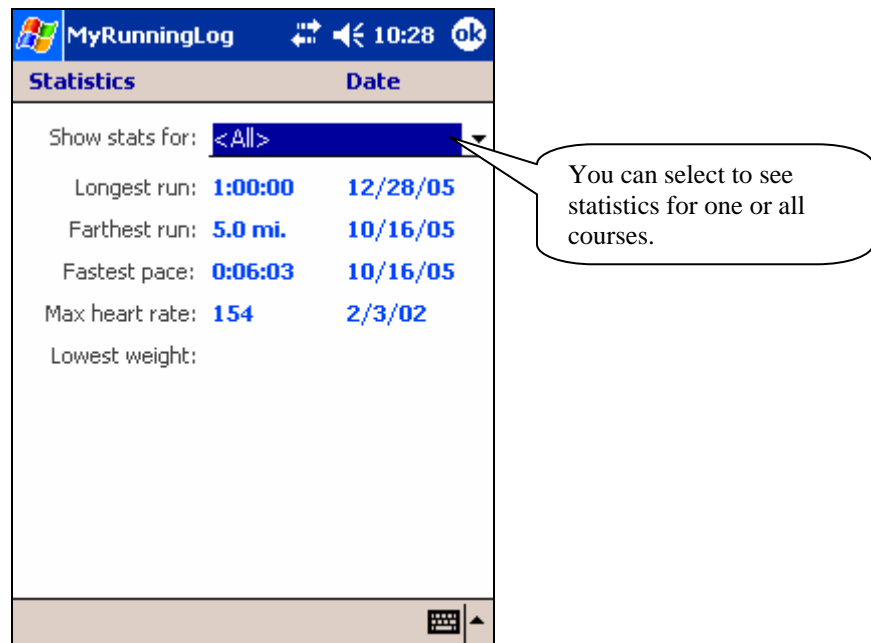 MyRunningLog 10:28 ok
Statistics Date
Show stats for: <All>
Longest run: 1:00:00 12/28/05
Farthest run: 5.0 mi. 10/16/05
Fastest pace: 0:06:03 10/16/05
Max heart rate: 154 2/3/02
Lowest weight:
You can select to see
statistics for one or all
courses.